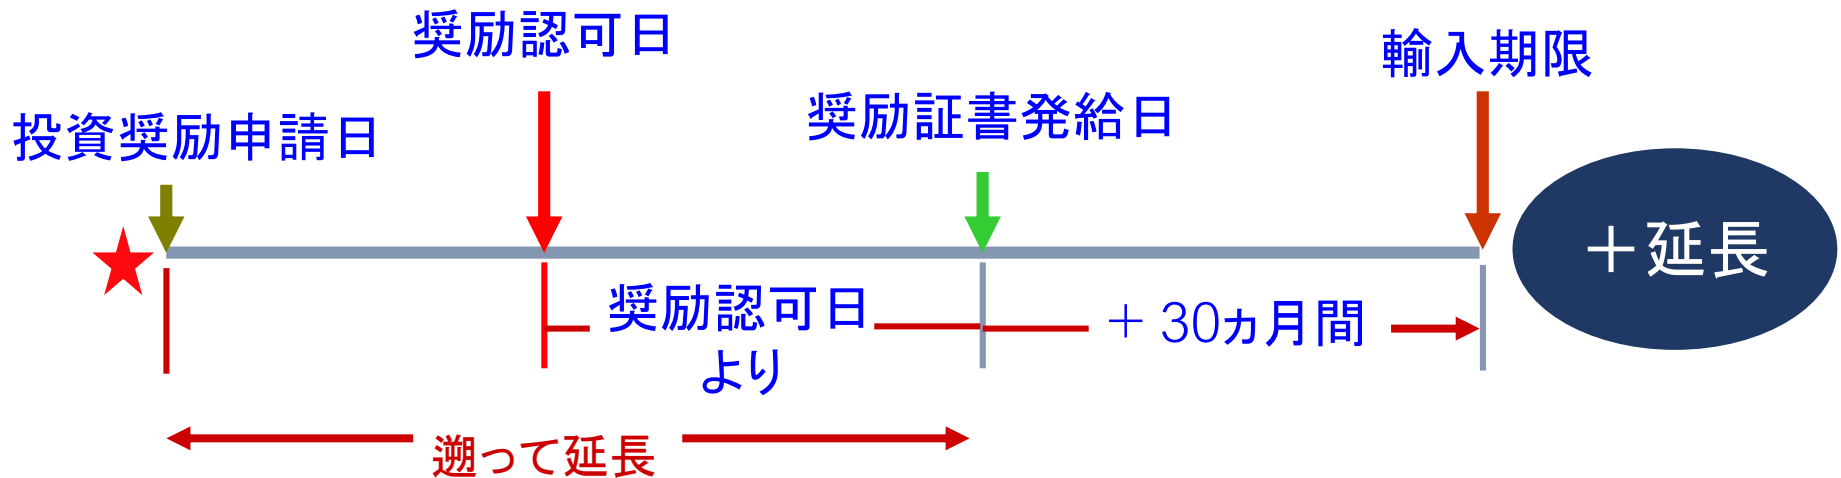 奨励認可日
輸入期限
投資奨励申請日
奨励証書発給日
＋延長
奨励認可日
より
＋ 30ヵ月間
遡って延長